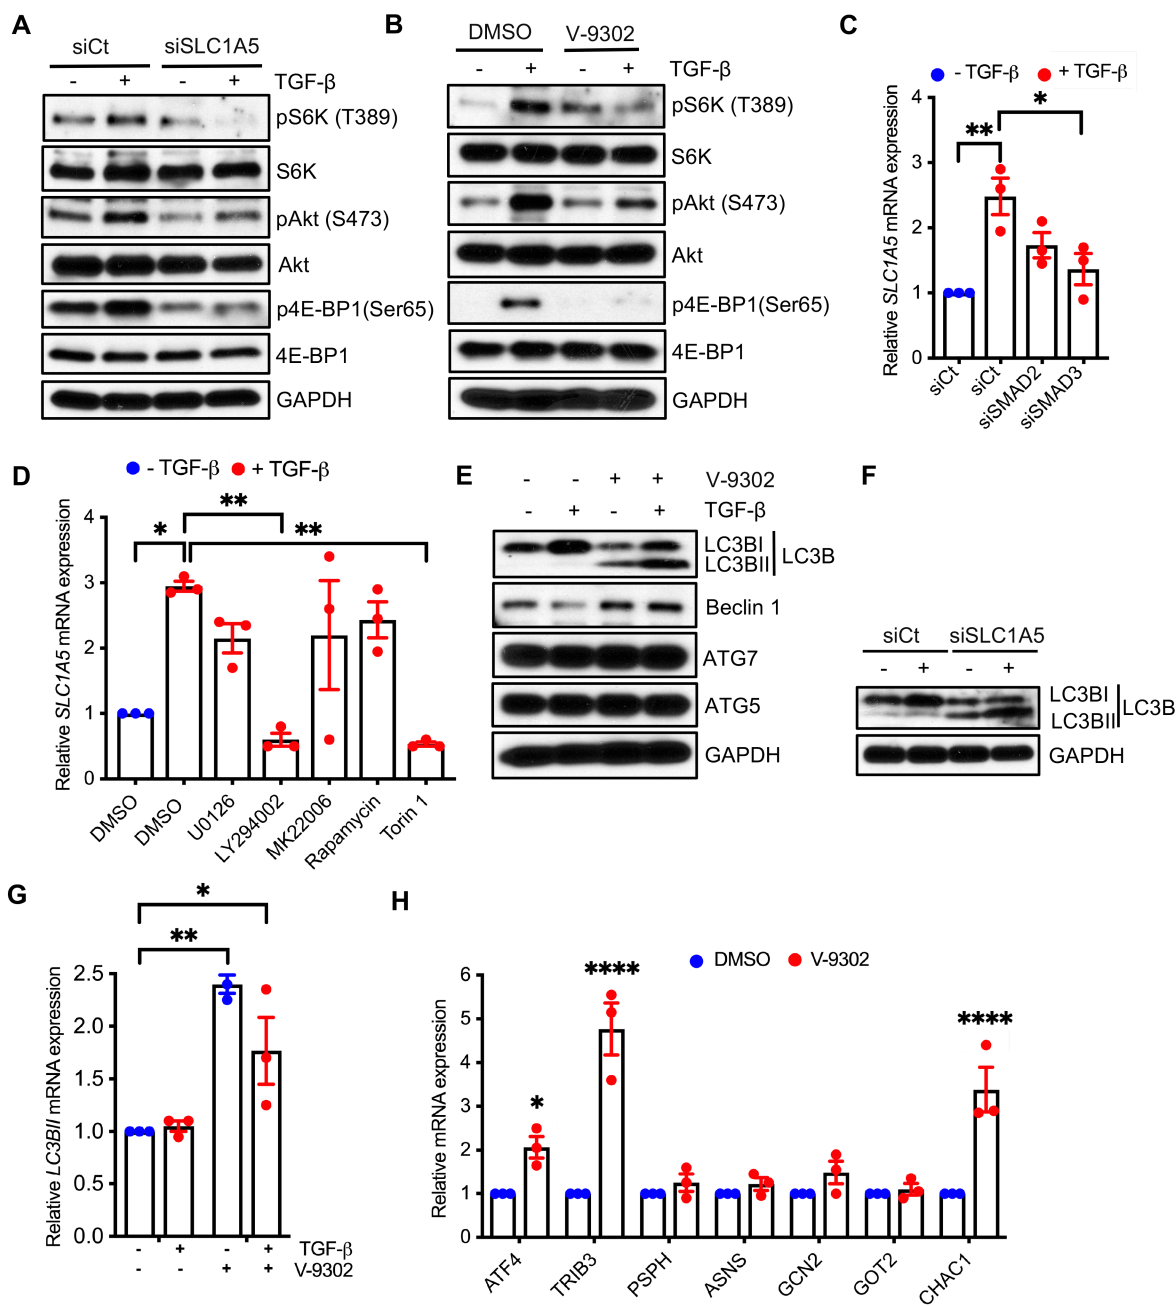 A
siCt siSLC1A5
- + - + TGF-β
pS6K (T389)
S6K
pAkt (S473)
Akt
p4E-BP1(Ser65)
4E-BP1
GAPDH
B
DMSO V-9302
- + - + TGF-β
pS6K (T389)
S6K
pAkt (S473)
Akt
p4E-BP1(Ser65)
4E-BP1
GAPDH
C
- TGF-β + TGF-β
Relative SLC1A5 mRNA expression
4
3
2
1
0
**
*
siCt
siCt
siSMAD2
siSMAD3
D
- TGF-β + TGF-β
Relative SLC1A5 mRNA expression
4
3
2
1
0
*
**
**
DMSO
DMSO
U0126
LY294002
MK22006
Rapamycin
Torin 1
E
- - + + V-9302
- + - + TGF-β
LC3BI
LC3BII
LC3B
Beclin 1
ATG7
ATG5
GAPDH
F
siCt siSLC1A5
- + - +
LC3BI
LC3BII
LC3B
GAPDH
G
Relative LC3BII mRNA expression
2.5
2.0
1.5
1.0
0.5
0.0
*
**
- + - + TGF-β
- - + + V-9302
H
DMSO V-9302
Relative mRNA expression
6
5
4
3
2
1
0
*
****
****
ATF4
TRIB3
PSPH
ASNS
GCN2
GOT2
CHAC1